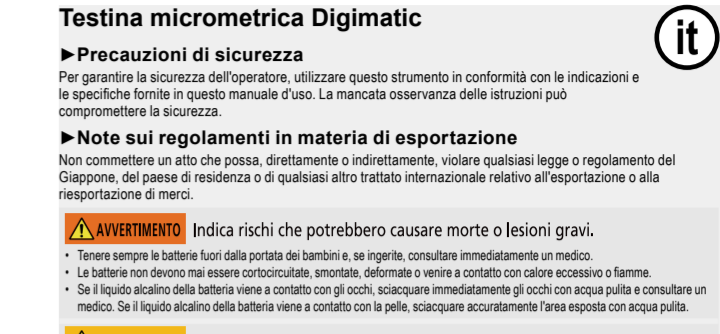 Testina micrometrica Digimatic
it
►Precauzioni di sicurezza
Per garantire la sicurezza dell'operatore, utilizzare questo strumento in conformità con le indicazioni e
le specifiche fornite in questo manuale d'uso. La mancata osservanza delle istruzioni può
compromettere la sicurezza.
►Note sui regolamenti in materia di esportazione
Non commettere un atto che possa, direttamente o indirettamente, violare qualsiasi legge o regolamento del
Giappone, del paese di residenza o di qualsiasi altro trattato internazionale relativo all'esportazione o alla
riesportazione di merci.
AVVERTIMENTO Indica rischi che potrebbero causare morte o lesioni gravi.
• Tenere sempre le batterie fuori dalla portata dei bambini e, se ingerite, consultare immediatamente un medico.
• Le batterie non devono mai essere cortocircuitate, smontate, deformate o venire a contatto con calore eccessivo o fiamme.
• Se il liquido alcalino della batteria viene a contatto con gli occhi, sciacquare immediatamente gli occhi con acqua pulita e consultare un
medico. Se il liquido alcalino della batteria viene a contatto con la pelle, sciacquare accuratamente l'area esposta con acqua pulita.